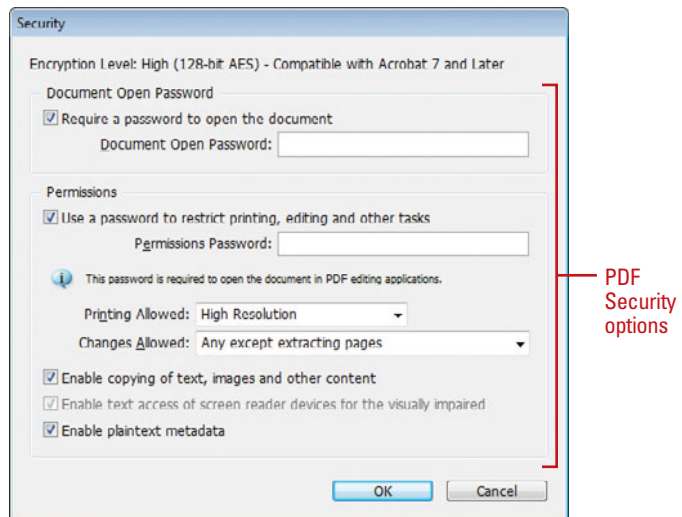 Security
Encryption Level: High (128-bit AES) - Compatible with Acrobat 7 and Later
Document Open Password
Require a password to open the document
Document Open Password:
Permissions
Use a password to restrict printing, editing and other tasks
Permissions Password:
This password is required to open the document in PDF editing applications.
Printing Allowed: High Resolution
Changes Allowed: Any except extracting pages
Enable copying of text, images and other content
Enable text access of screen reader devices for the visually impaired
Enable plaintext metadata
OK Cancel
PDF
Security
options